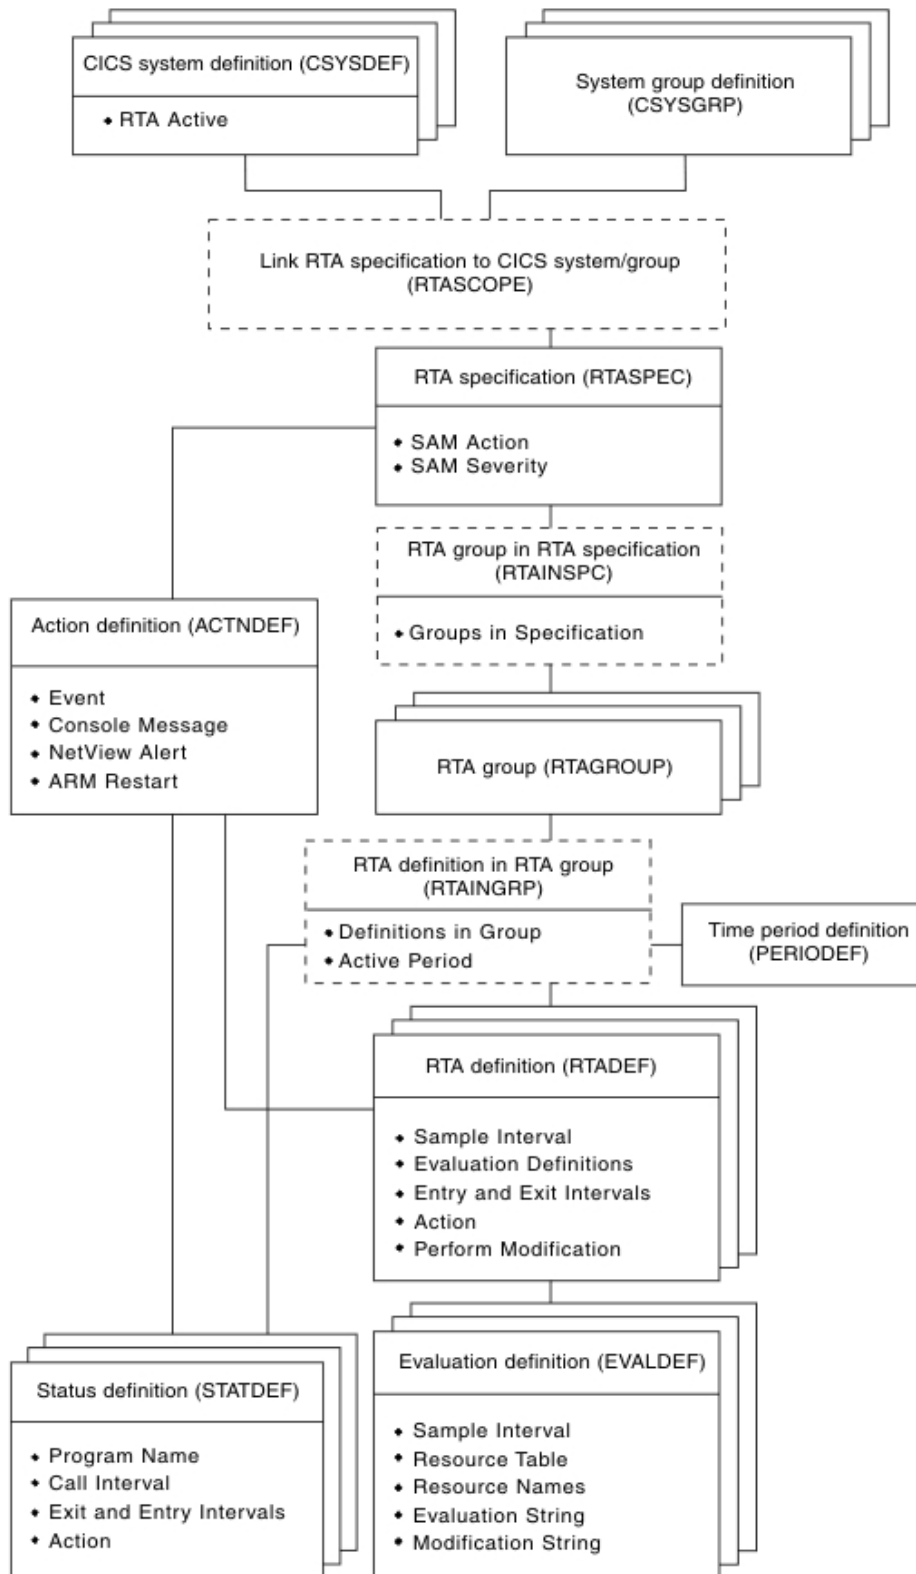 CICS system definition (CSYSDEF)
RTA Active
System group definition
(CSYSGRP)
Link RTA specification to CICS system/group
(RTASCOPE)
RTA specification (RTASPEC)
SAM Action
SAM Severity
RTA group in RTA specification
(RTAINSPC)
Groups in Specification
Action definition (ACTNDEF)
Event
Console Message
NetView Alert
ARM Restart
RTA group (RTAGROUP)
RTA definition in RTA group
(RTAINGRP)
Definitions in Group
Active Period
Time period definition
(PERIODEF)
RTA definition (RTADEF)
Sample Interval
Evaluation Definitions
Entry and Exit Intervals
Action
Perform Modification
Status definition (STATDEF)
Program Name
Call Interval
Exit and Entry Intervals
Action
Evaluation definition (EVALDEF)
Sample Interval
Resource Table
Resource Names
Evaluation String
Modification String